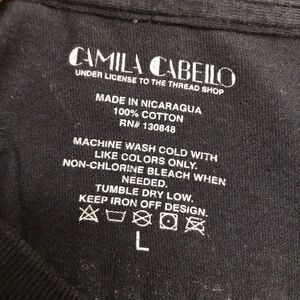 CAMILA CABELLO
UNDER LICENSE TO THE THREAD SHOP
MADE IN NICARAGUA
100% COTTON
RN# 130848
MACHINE WASH COLD WITH
LIKE COLORS ONLY.
NON-CHLORINE BLEACH WHEN
NEEDED.
TUMBLE DRY LOW.
KEEP IRON OFF DESIGN.
L